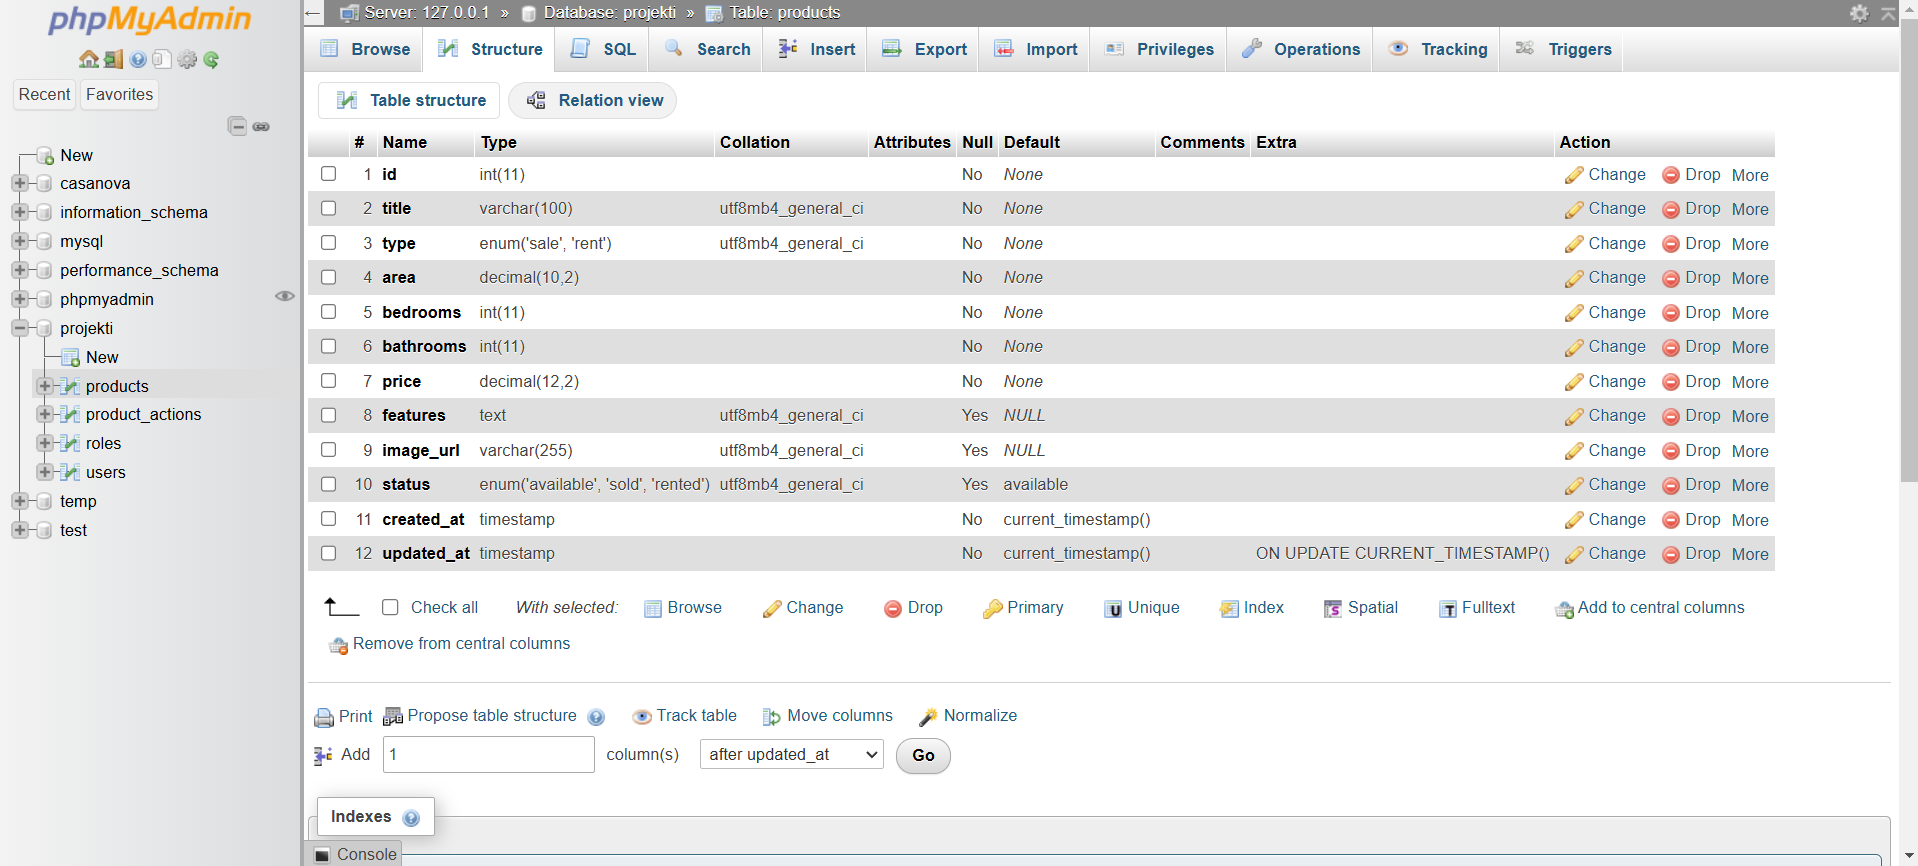 phpMyAdmin
Recent Favorites
New
casanova
information_schema
mysql
performance_schema
phpmyadmin
projekti
New
products
product_actions
roles
users
temp
test
Server: 127.0.0.1 » Database: projekti » Table: products
Browse Structure SQL Search Insert Export Import Privileges Operations Tracking Triggers
Table structure Relation view
# Name Type Collation Attributes Null Default Comments Extra Action
1 id int(11) No None Change Drop More
2 title varchar(100) utf8mb4_general_ci No None Change Drop More
3 type enum('sale', 'rent') utf8mb4_general_ci No None Change Drop More
4 area decimal(10,2) No None Change Drop More
5 bedrooms int(11) No None Change Drop More
6 bathrooms int(11) No None Change Drop More
7 price decimal(12,2) No None Change Drop More
8 features text utf8mb4_general_ci Yes NULL Change Drop More
9 image_url varchar(255) utf8mb4_general_ci Yes NULL Change Drop More
10 status enum('available', 'sold', 'rented') utf8mb4_general_ci Yes available Change Drop More
11 created_at timestamp No current_timestamp() Change Drop More
12 updated_at timestamp No current_timestamp() ON UPDATE CURRENT_TIMESTAMP() Change Drop More
Check all With selected: Browse Change Drop Primary Unique Index Spatial Fulltext Add to central columns
Remove from central columns
Print Propose table structure Track table Move columns Normalize
Add 1 column(s) after updated_at Go
Indexes
Console